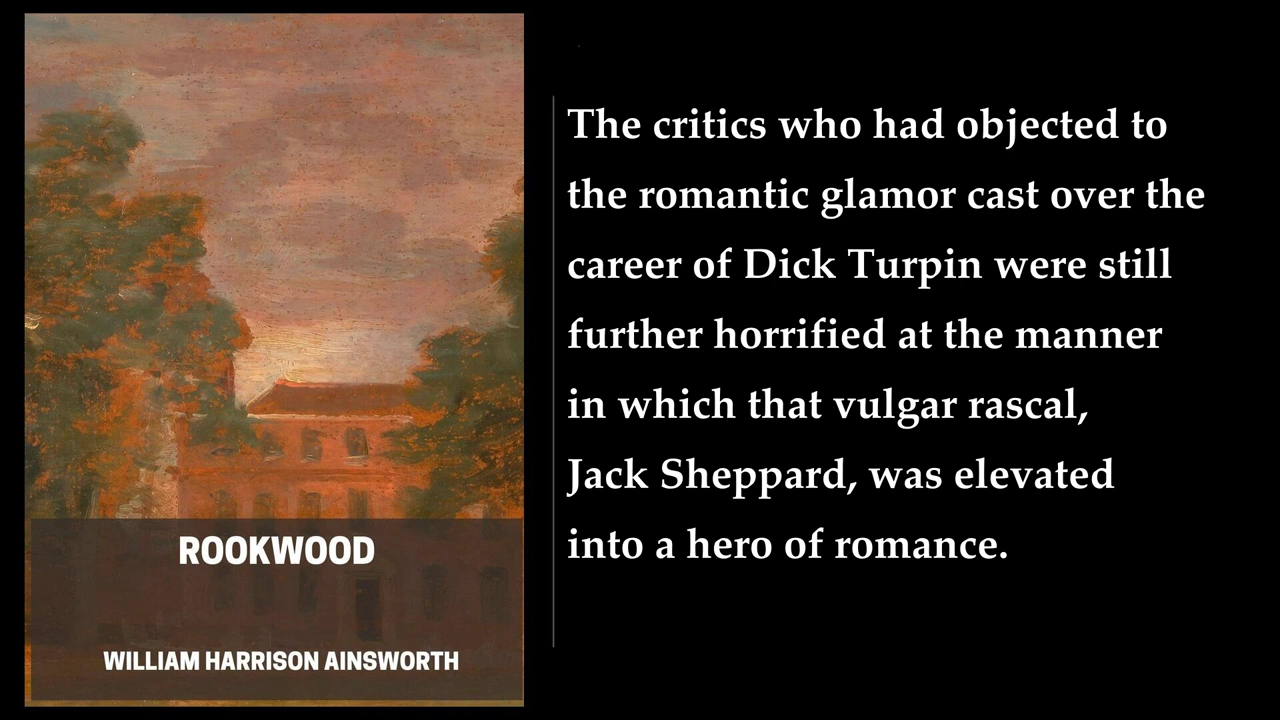 ROOKWOOD
WILLIAM HARRISON AINSWORTH
The critics who had objected to
the romantic glamor cast over the
career of Dick Turpin were still
further horrified at the manner
in which that vulgar rascal,
Jack Sheppard, was elevated
into a hero of romance.